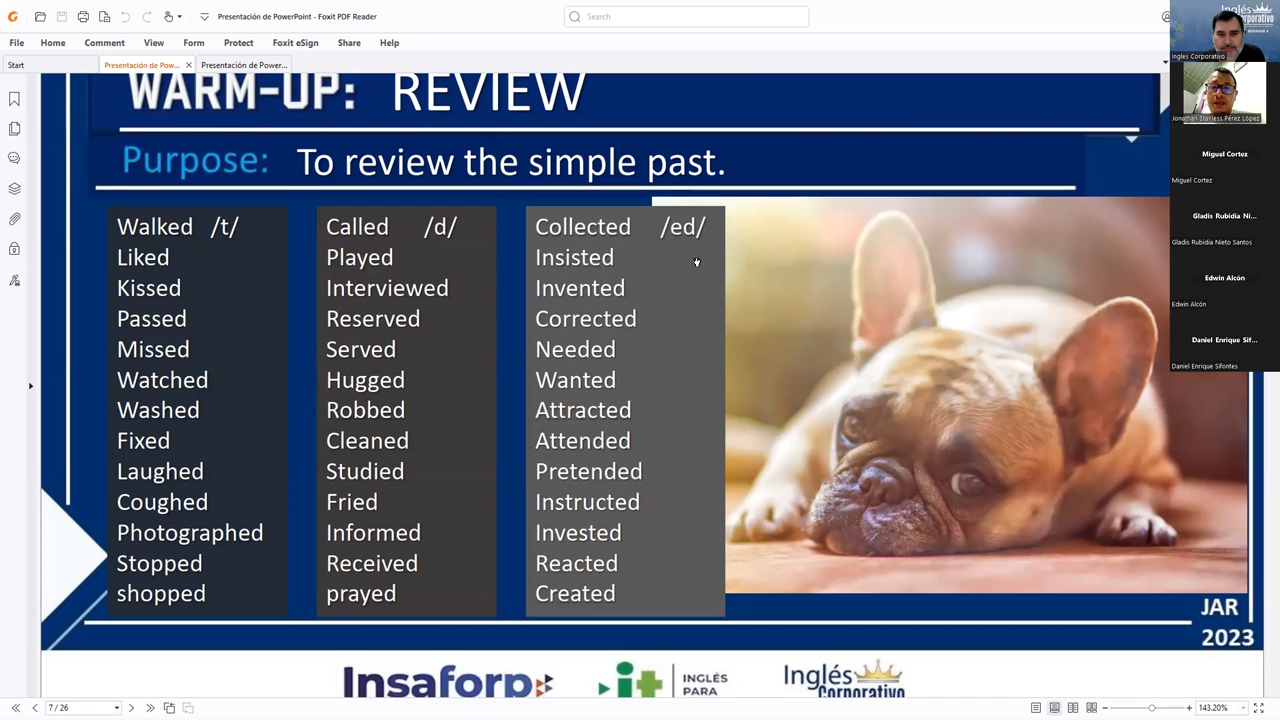 Presentación de PowerPoint - Foxit PDF Reader
Search
File Home Comment View Form Protect Foxit eSign Share Help
Start
Presentación de Pow...
Presentación de Power...
WARM-UP: REVIEW
Purpose: To review the simple past.
Walked /t/
Liked
Kissed
Passed
Missed
Watched
Washed
Fixed
Laughed
Coughed
Photographed
Stopped
shopped
Called /d/
Played
Interviewed
Reserved
Served
Hugged
Robbed
Cleaned
Studied
Fried
Informed
Received
prayed
Collected /ed/
Insisted
Invented
Corrected
Needed
Wanted
Attracted
Attended
Pretended
Instructed
Invested
Reacted
Created
JAR
2023
Insaforp
it
INGLÉS
PARA
Inglés
Corporativo
Inglés
Corporativo
BEGINNER 4
Ingles Corporativo
Jonathan Stanless Pérez López
Miguel Cortez
Miguel Cortez
Gladis Rubidia Ni...
Gladis Rubidia Nieto Santos
Edwin Alcón
Edwin Alcón
Daniel Enrique Sif...
Daniel Enrique Sifontes
7 / 26
143.20%